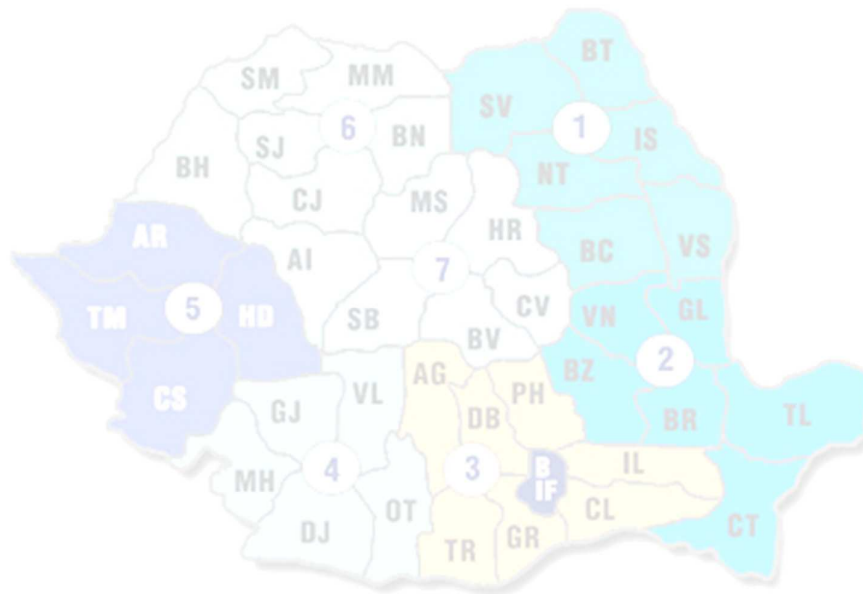 BT
SM
MM
SV
1
6
IS
SJ
BN
BH
NT
CJ
MS
HR
AR
AI
BC
VS
7
TM
5
HD
SB
CV
VN
GL
BV
2
BZ
AG
PH
CS
VL
GJ
DB
BR
TL
4
3
B
IF
IL
MH
OT
CL
DJ
TR
GR
CT